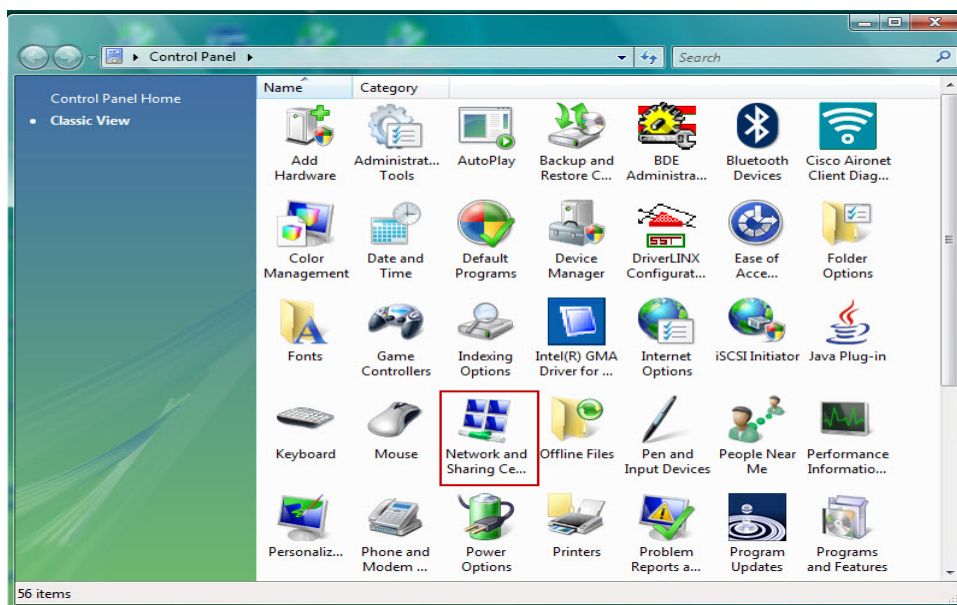 Control Panel
Search
Control Panel Home
Classic View
Name Category
Add Hardware
Administrat... Tools
AutoPlay
Backup and Restore C...
BDE Administra...
Bluetooth Devices
Cisco Aironet Client Diag...
Color Management
Date and Time
Default Programs
Device Manager
SST
DriverLINX Configurat...
Ease of Acce...
Folder Options
Fonts
Game Controllers
Indexing Options
Intel(R) GMA Driver for ...
Internet Options
iSCSI Initiator
Java Plug-in
Keyboard
Mouse
Network and Sharing Ce...
Offline Files
Pen and Input Devices
People Near Me
Performance Informatio...
Personaliz...
Phone and Modem ...
Power Options
Printers
Problem Reports a...
Program Updates
Programs and Features
56 items